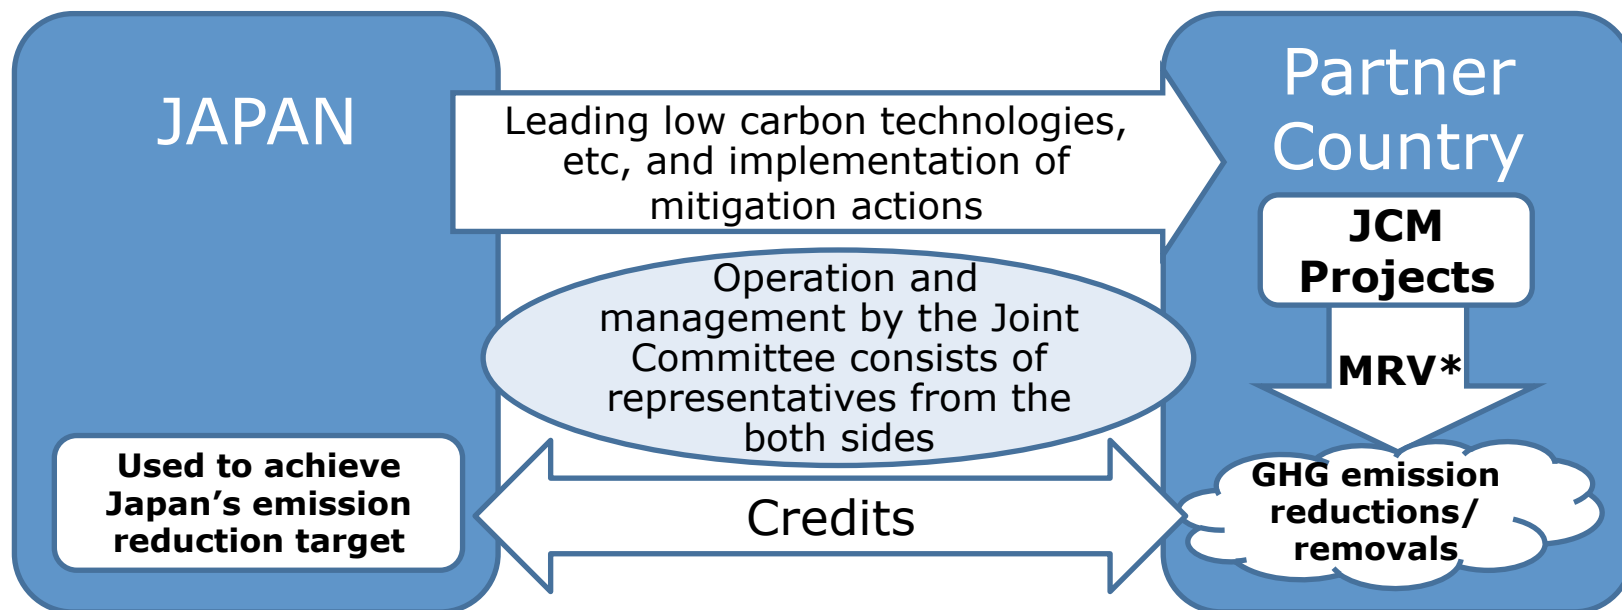 JAPAN
Leading low carbon technologies,
etc, and implementation of
mitigation actions
Partner
Country
JCM
Projects
Operation and
management by the Joint
Committee consists of
representatives from the
both sides
MRV*
Used to achieve
Japan’s emission
reduction target
Credits
GHG emission
reductions/
removals